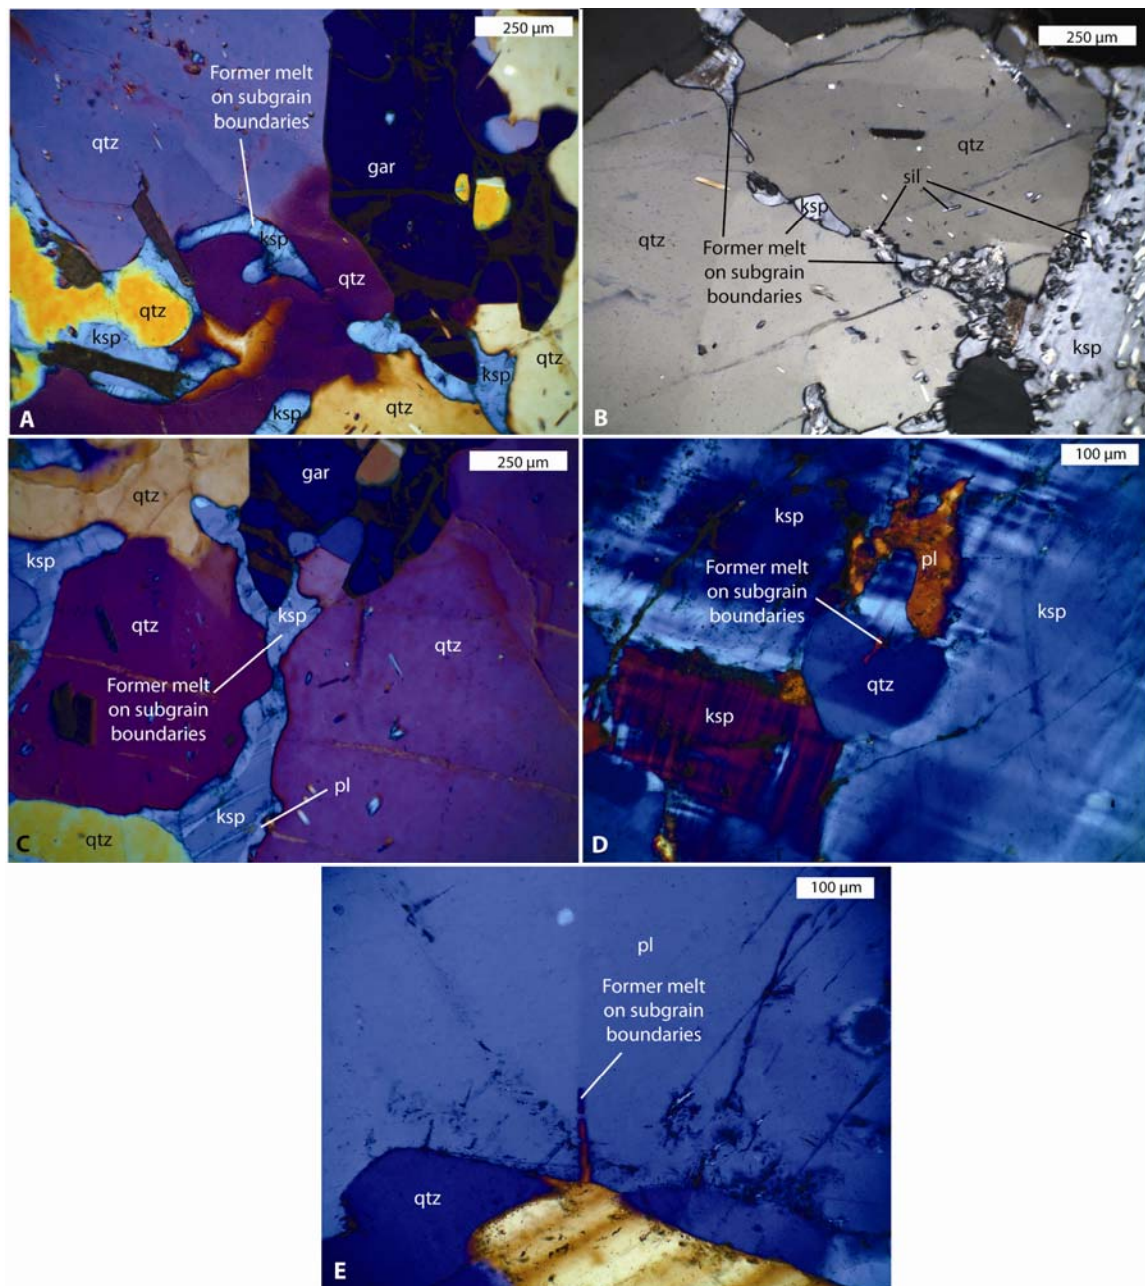 250 µm
Former melt
on subgrain
boundaries
qtz
gar
ksp
qtz
qtz
ksp
ksp
qtz
ksp
qtz
A
250 µm
qtz
sil
ksp
qtz
Former melt
on subgrain
boundaries
ksp
B
250 µm
gar
qtz
ksp
ksp
qtz
qtz
Former melt
on subgrain
boundaries
pl
ksp
qtz
C
100 µm
ksp
pl
Former melt
on subgrain
boundaries
ksp
qtz
ksp
D
100 µm
pl
Former melt
on subgrain
boundaries
qtz
E